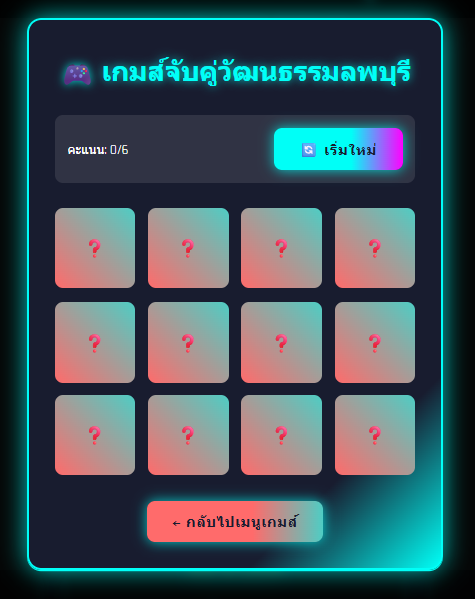 🎮 เกมส์จับคู่วัฒนธรรมลพบุรี
คะแนน: 0/6
🔄 เริ่มใหม่
❓ ❓ ❓ ❓
❓ ❓ ❓ ❓
❓ ❓ ❓ ❓
← กลับไปเมนูเกมส์